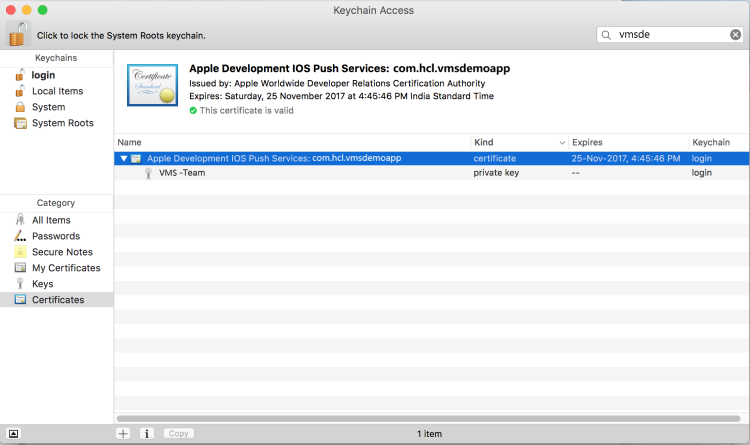 Keychain Access
Click to lock the System Roots keychain.
vmsde
Keychains
login
Local Items
System
System Roots
Apple Development IOS Push Services: com.hcl.vmsdemoapp
Issued by: Apple Worldwide Developer Relations Certification Authority
Expires: Saturday, 25 November 2017 at 4:45:46 PM India Standard Time
This certificate is valid
Certificate
Standard
Name Kind Expires Keychain
Apple Development IOS Push Services: com.hcl.vmsdemoapp certificate 25-Nov-2017, 4:45:46 PM login
VMS -Team private key -- login
Category
All Items
Passwords
Secure Notes
My Certificates
Keys
Certificates
Copy
1 item